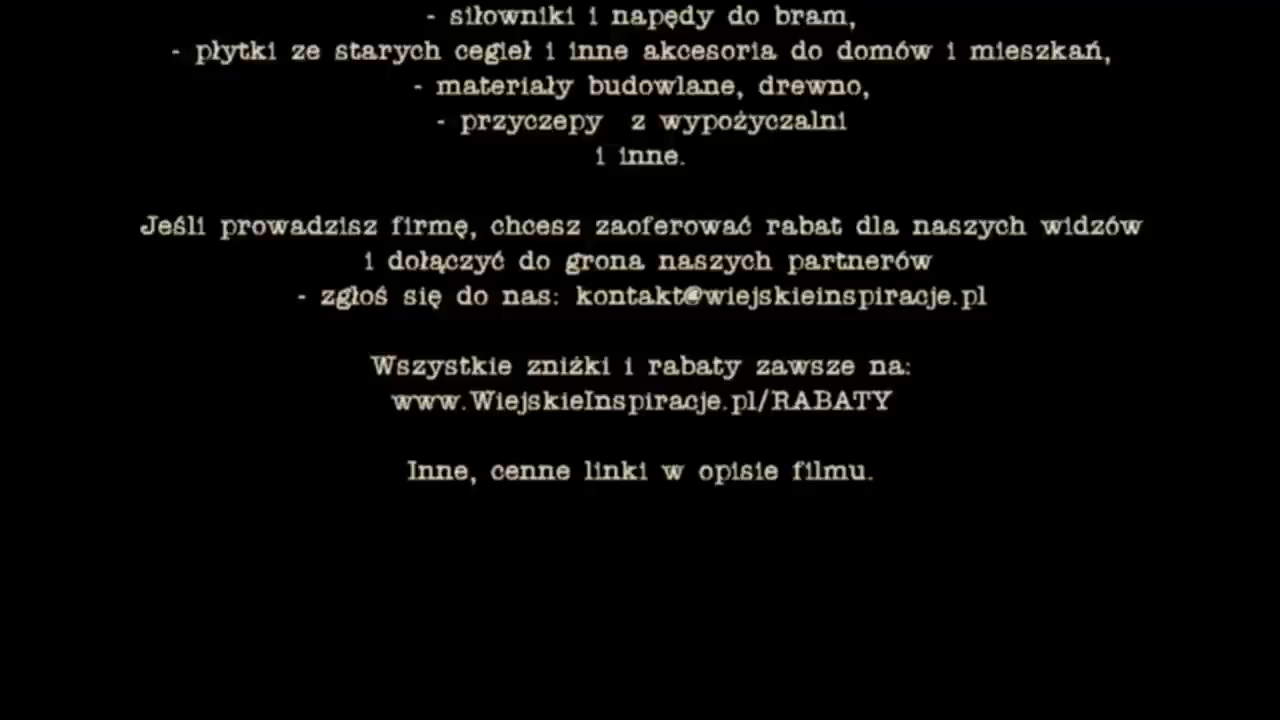 - siłowniki i napędy do bram,
- płytki ze starych cegieł i inne akcesoria do domów i mieszkań,
- materiały budowlane, drewno,
- przyczepy z wypożyczalni
i inne.
Jeśli prowadzisz firmę, chcesz zaoferować rabat dla naszych widzów
i dołączyć do grona naszych partnerów
- zgłoś się do nas: kontakt@wiejskieinspiracje.pl
Wszystkie zniżki i rabaty zawsze na:
www.WiejskieInspiracje.pl/RABATY
Inne, cenne linki w opisie filmu.